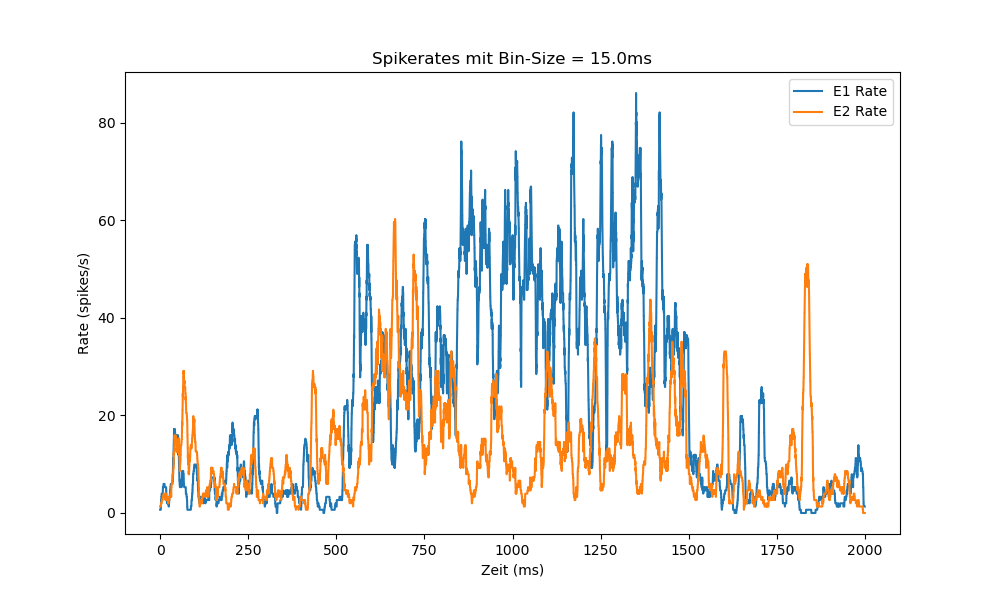 Spikerates mit Bin-Size = 15.0ms
E1 Rate
E2 Rate
80
60
40
20
0
Rate (spikes/s)
0 250 500 750 1000 1250 1500 1750 2000
Zeit (ms)